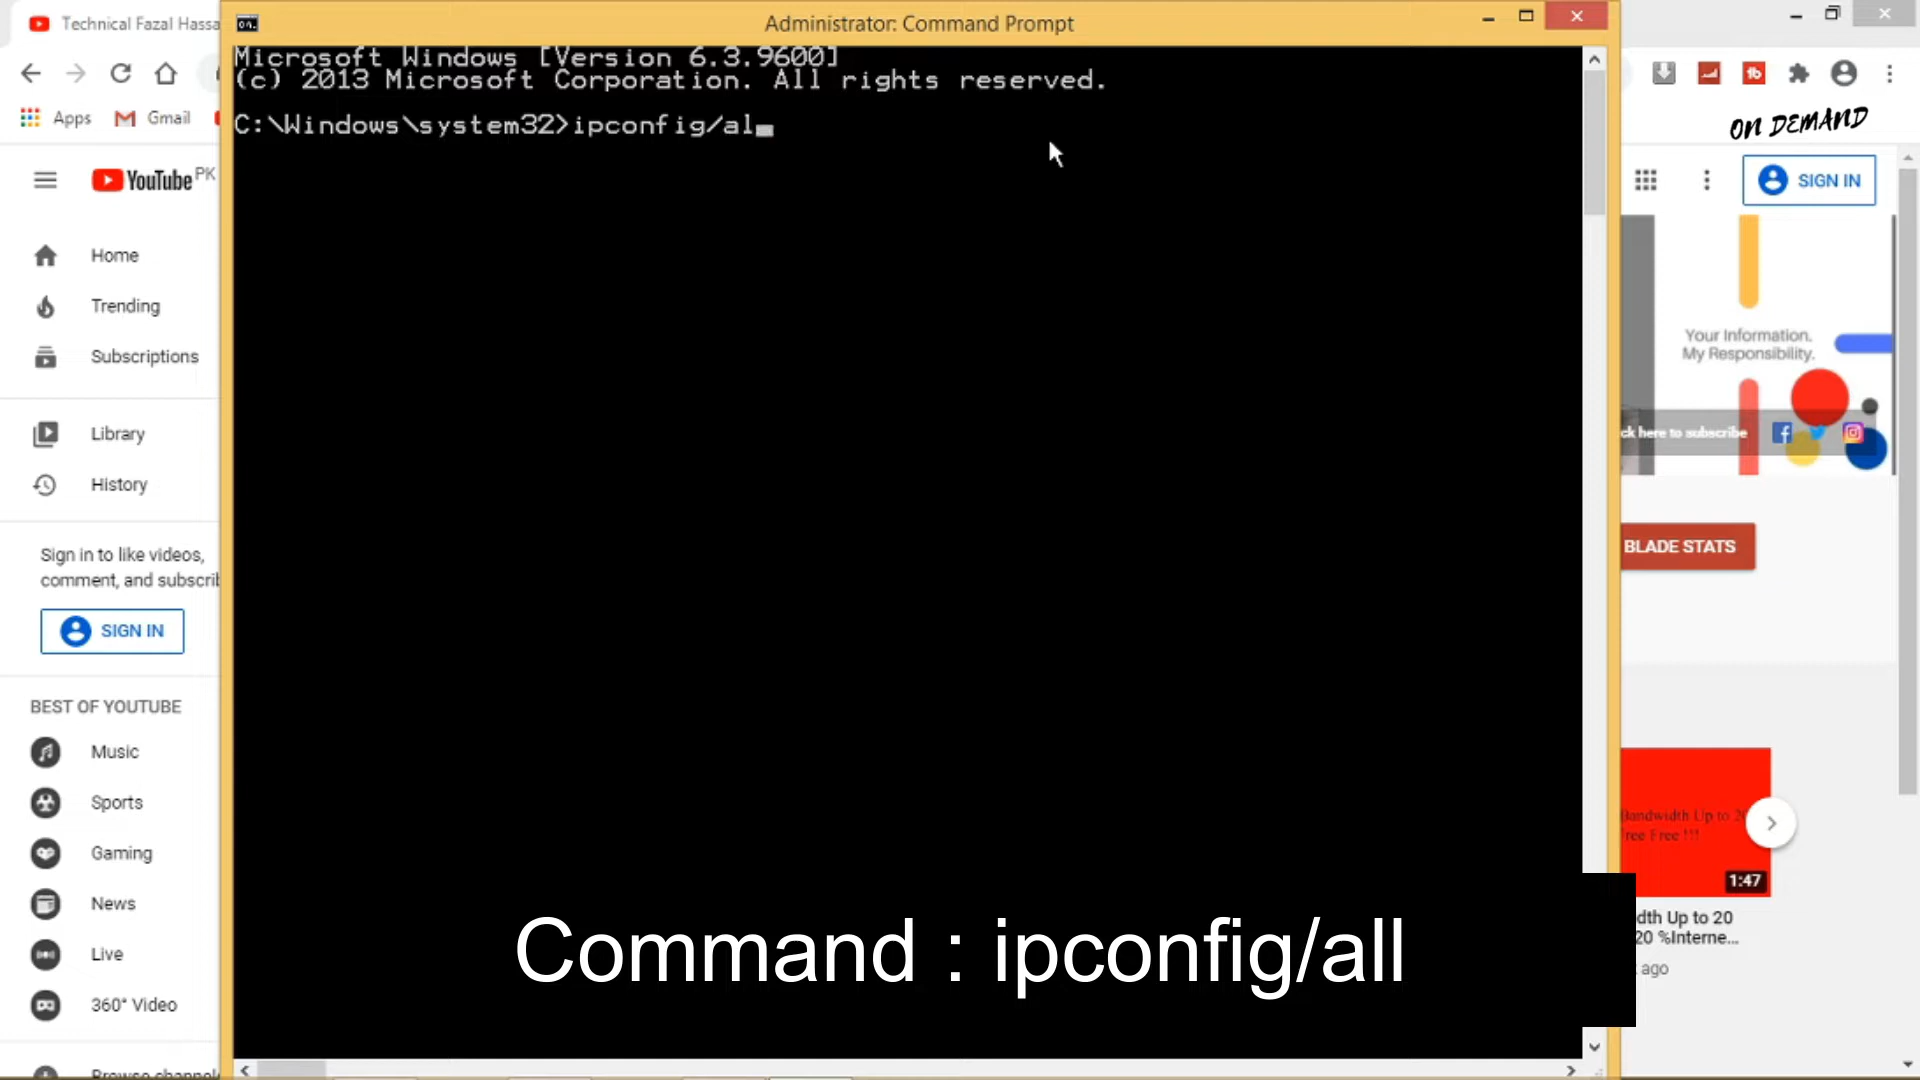 Technical Fazal Hassa
Administrator: Command Prompt
Microsoft Windows [Version 6.3.9600]
(c) 2013 Microsoft Corporation. All rights reserved.
C:\Windows\system32>ipconfig/al
Apps
Gmail
ON DEMAND
YouTube PK
SIGN IN
Home
Trending
Subscriptions
Library
History
Sign in to like videos,
comment, and subscrib
SIGN IN
BEST OF YOUTUBE
Music
Sports
Gaming
News
Live
360° Video
Browse channel
Your Information.
My Responsibility.
ck here to subscribe
BLADE STATS
Bandwidth Up to 20
Free Free !!!
1:47
dth Up to 20
20 %Interne...
ago
Command : ipconfig/all